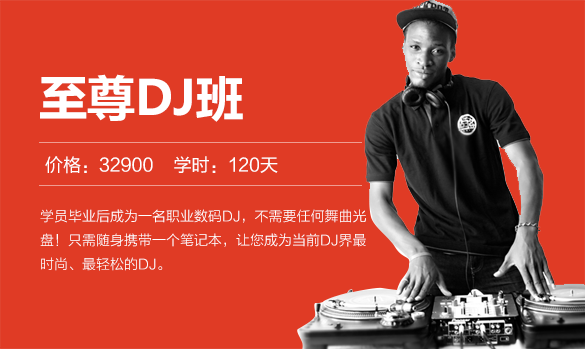 至尊DJ班
价格：32900 学时：120天
学员毕业后成为一名职业数码DJ，不需要任何舞曲光
盘！只需随身携带一个笔记本，让您成为当前DJ界最
时尚、最轻松的DJ。